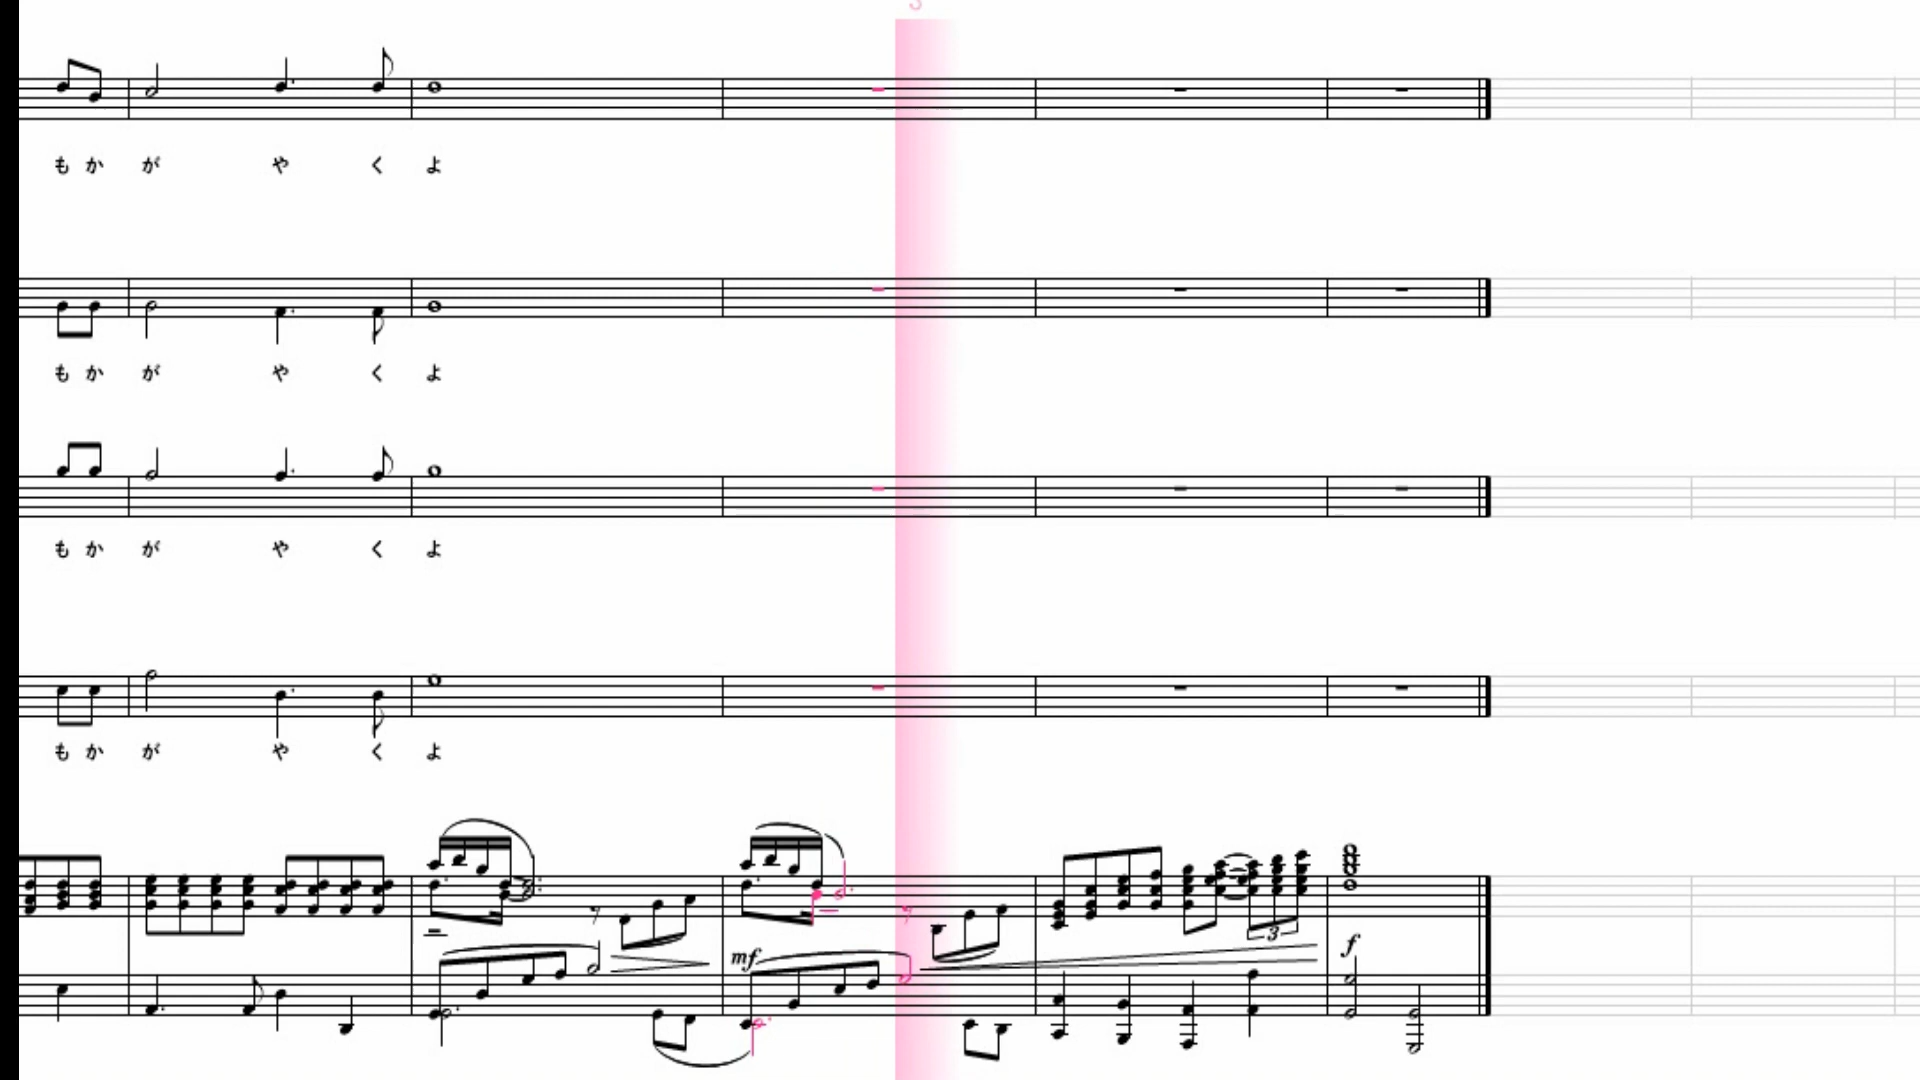 も か が や く よ
も か が や く よ
も か が や く よ
も か が や く よ
mf
3
f